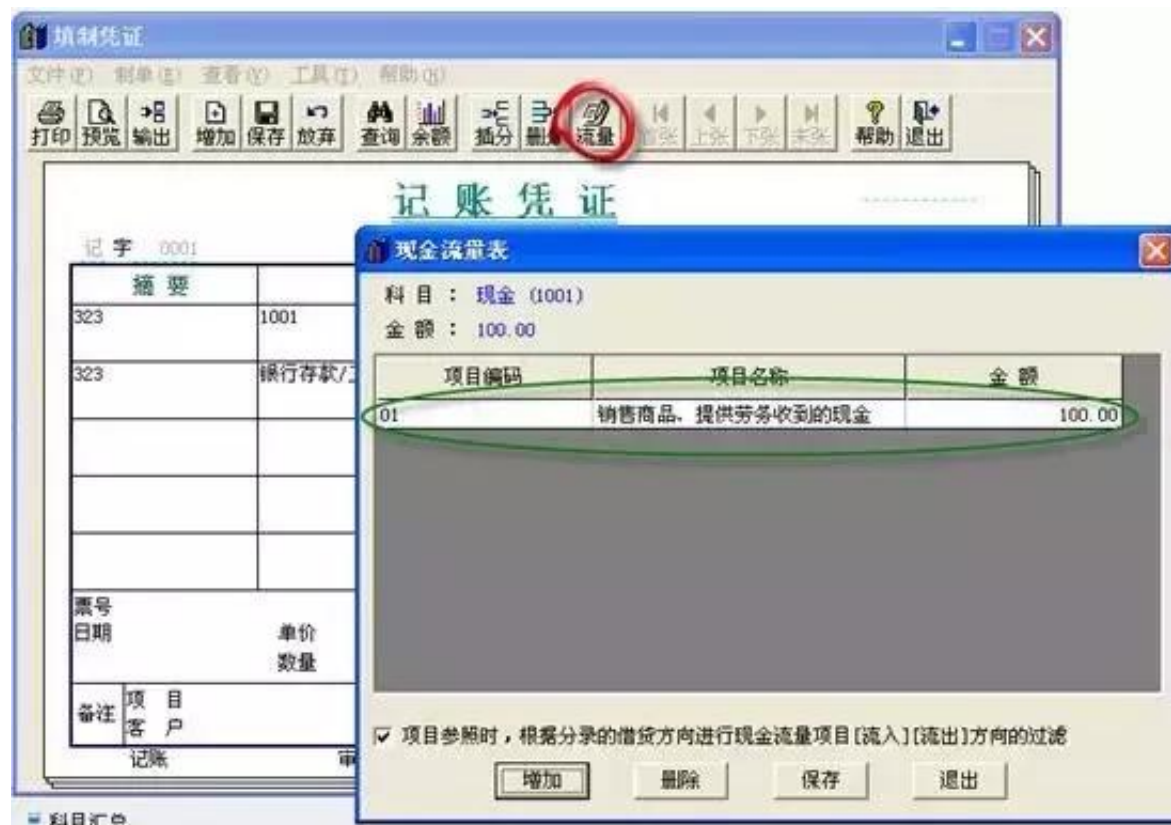 填制凭证
文件(F) 制单(E) 查看(V) 工具(T) 帮助(H)
打印 预览 输出 增加 保存 放弃 查询 余额 插分 删分 流量 首张 上张 下张 末张 帮助 退出
记 账 凭 证
记 字 0001
摘 要
323 1001
323 银行存款/
票号
日期 单价
数量
备注 项 目
客 户
记账 审
现金流量表
科 目 : 现金 (1001)
金 额 : 100.00
项目编码 项目名称 金 额
01 销售商品、提供劳务收到的现金 100.00
项目参照时，根据分录的借贷方向进行现金流量项目[流入][流出]方向的过滤
增加 删除 保存 退出
科目汇总